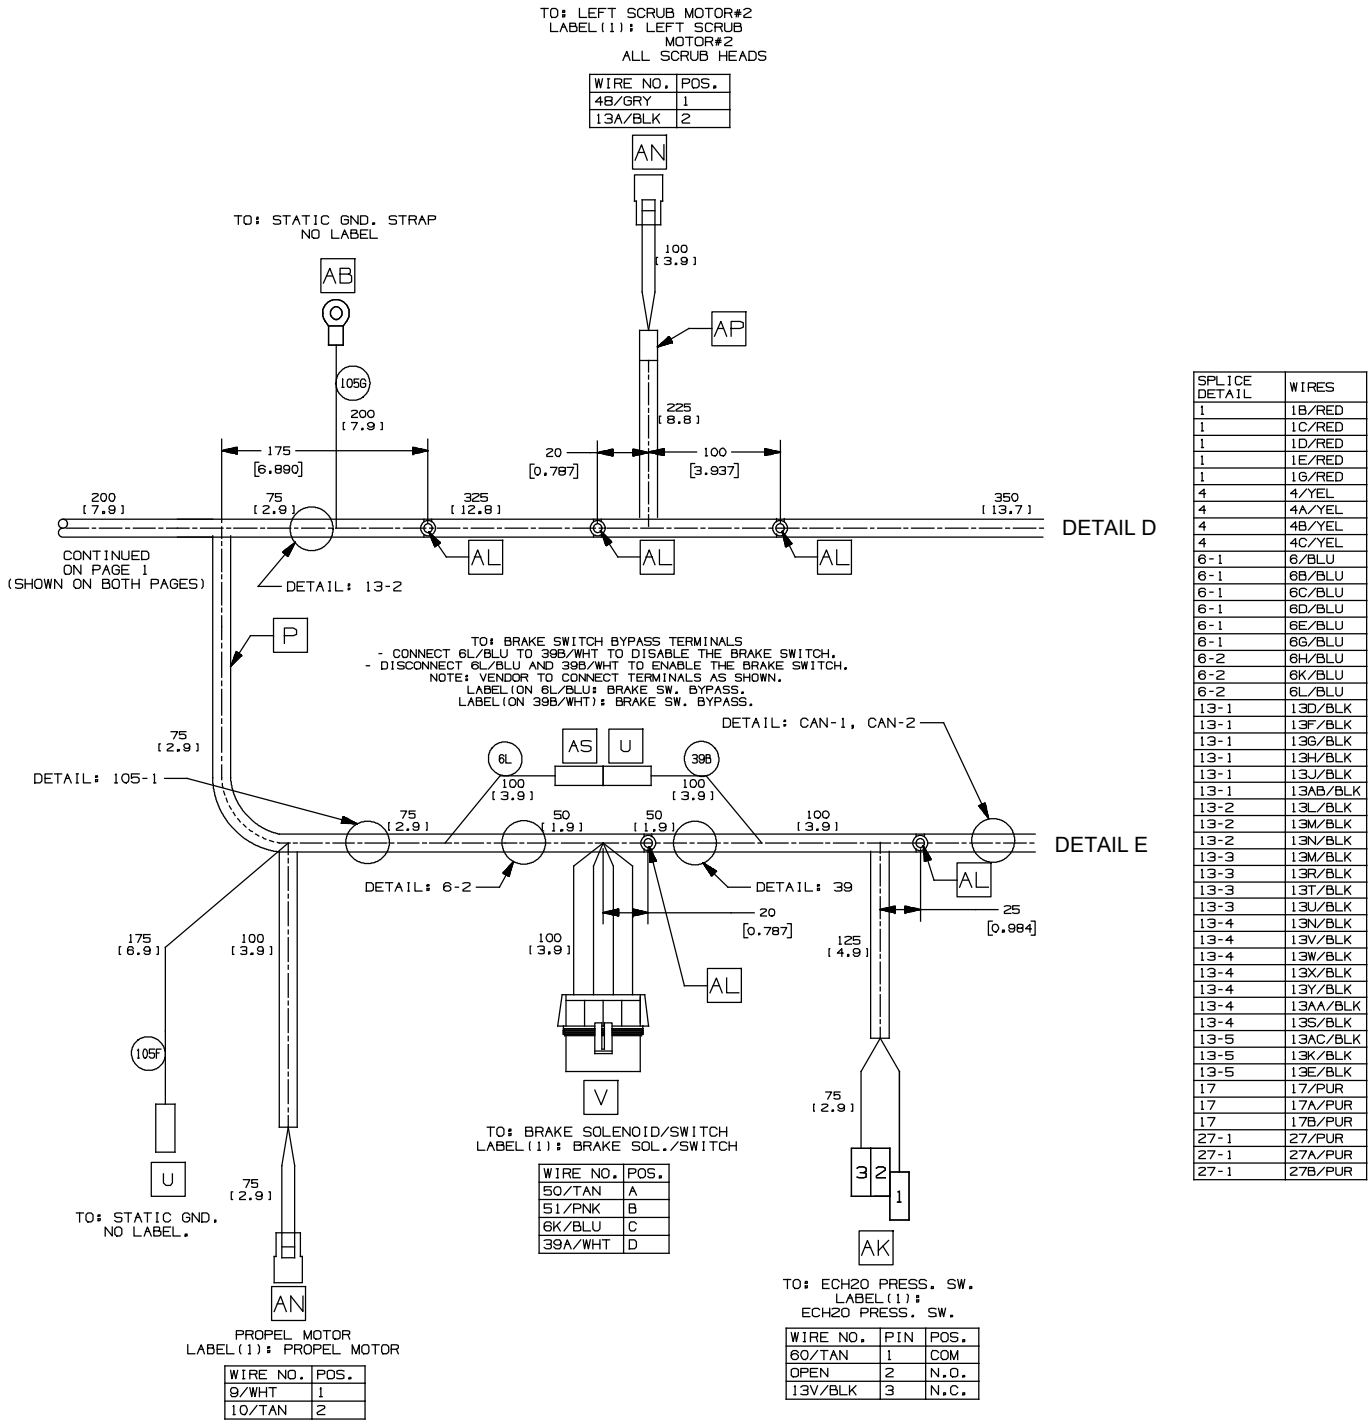 TO: LEFT SCRUB MOTOR#2
LABEL(1): LEFT SCRUB
MOTOR#2
ALL SCRUB HEADS
WIRE NO. POS.
4B/GRY 1
13A/BLK 2
AN
100
[3.9]
AP
225
[8.8]
TO: STATIC GND. STRAP
NO LABEL
AB
105G
200
[7.9]
175
[6.890]
20
[0.787]
100
[3.937]
200
[7.9]
75
[2.9]
325
[12.8]
350
[13.7]
DETAIL D
CONTINUED
ON PAGE 1
(SHOWN ON BOTH PAGES)
DETAIL: 13-2
AL
AL
AL
P
TO: BRAKE SWITCH BYPASS TERMINALS
- CONNECT 6L/BLU TO 39B/WHT TO DISABLE THE BRAKE SWITCH.
- DISCONNECT 6L/BLU AND 39B/WHT TO ENABLE THE BRAKE SWITCH.
NOTE: VENDOR TO CONNECT TERMINALS AS SHOWN.
LABEL(ON 6L/BLU: BRAKE SW. BYPASS.
LABEL(ON 39B/WHT): BRAKE SW. BYPASS.
DETAIL: CAN-1, CAN-2
75
[2.9]
6L
AS
U
39B
DETAIL: 105-1
100
[3.9]
100
[3.9]
75
[2.9]
50
[1.9]
50
[1.9]
100
[3.9]
DETAIL E
DETAIL: 6-2
DETAIL: 39
AL
20
[0.787]
25
[0.984]
175
[6.9]
100
[3.9]
100
[3.9]
125
[4.9]
AL
105F
U
TO: STATIC GND.
NO LABEL.
75
[2.9]
AN
PROPEL MOTOR
LABEL(1): PROPEL MOTOR
WIRE NO. POS.
9/WHT 1
10/TAN 2
V
TO: BRAKE SOLENOID/SWITCH
LABEL(1): BRAKE SOL./SWITCH
WIRE NO. POS.
50/TAN A
51/PNK B
6K/BLU C
39A/WHT D
75
[2.9]
3 2
1
AK
TO: ECH2O PRESS. SW.
LABEL(1):
ECH2O PRESS. SW.
WIRE NO. PIN POS.
60/TAN 1 COM
OPEN 2 N.O.
13V/BLK 3 N.C.
SPLICE
DETAIL WIRES
1 1B/RED
1 1C/RED
1 1D/RED
1 1E/RED
1 1G/RED
4 4/YEL
4 4A/YEL
4 4B/YEL
4 4C/YEL
6-1 6/BLU
6-1 6B/BLU
6-1 6C/BLU
6-1 6D/BLU
6-1 6E/BLU
6-1 6G/BLU
6-2 6H/BLU
6-2 6K/BLU
6-2 6L/BLU
13-1 13D/BLK
13-1 13F/BLK
13-1 13G/BLK
13-1 13H/BLK
13-1 13J/BLK
13-1 13AB/BLK
13-2 13L/BLK
13-2 13M/BLK
13-2 13N/BLK
13-3 13M/BLK
13-3 13R/BLK
13-3 13T/BLK
13-3 13U/BLK
13-4 13N/BLK
13-4 13V/BLK
13-4 13W/BLK
13-4 13X/BLK
13-4 13Y/BLK
13-4 13AA/BLK
13-4 13S/BLK
13-5 13AC/BLK
13-5 13K/BLK
13-5 13E/BLK
17 17/PUR
17 17A/PUR
17 17B/PUR
27-1 27/PUR
27-1 27A/PUR
27-1 27B/PUR